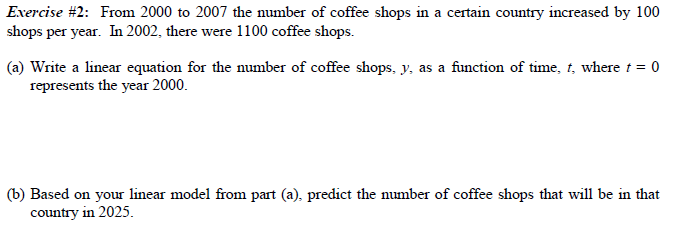 Exercise #2: From 2000 to 2007 the number of coffee shops in a certain country increased by 100
shops per year. In 2002, there were 1100 coffee shops.
(a) Write a linear equation for the number of coffee shops, y, as a function of time, t, where t = 0
represents the year 2000.
(b) Based on your linear model from part (a), predict the number of coffee shops that will be in that
country in 2025.